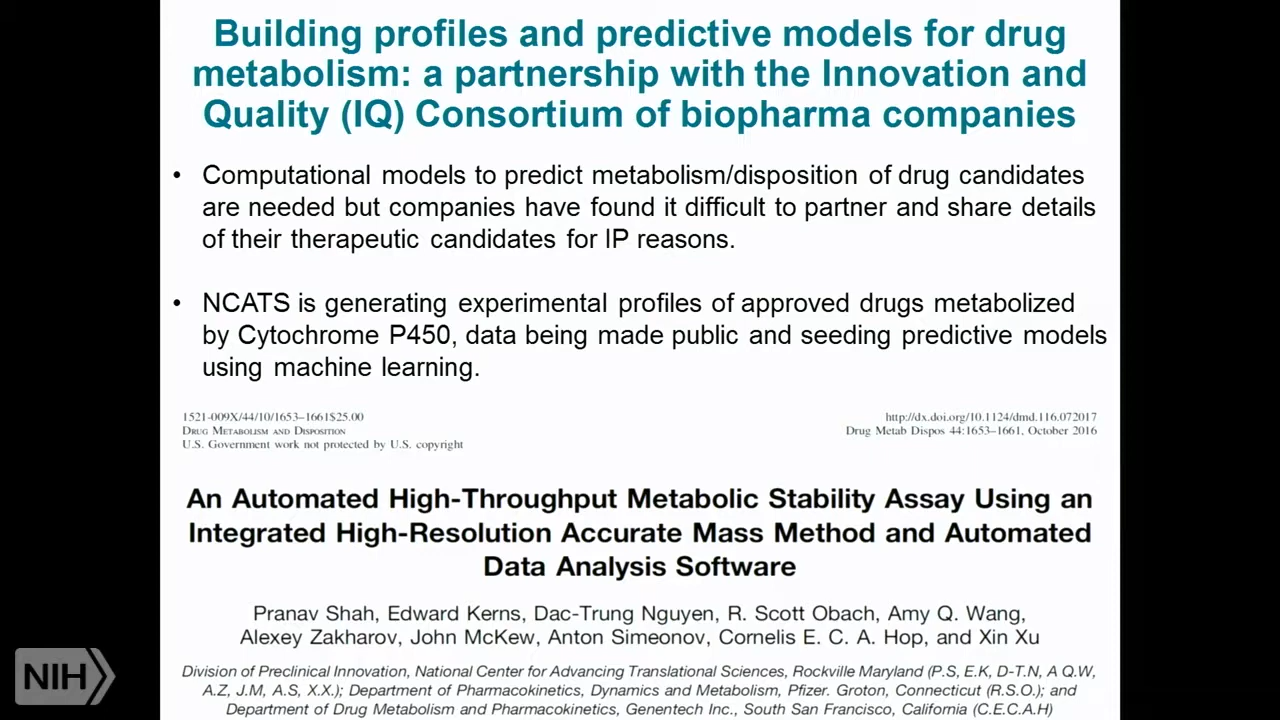 Building profiles and predictive models for drug
metabolism: a partnership with the Innovation and
Quality (IQ) Consortium of biopharma companies
• Computational models to predict metabolism/disposition of drug candidates
are needed but companies have found it difficult to partner and share details
of their therapeutic candidates for IP reasons.
• NCATS is generating experimental profiles of approved drugs metabolized
by Cytochrome P450, data being made public and seeding predictive models
using machine learning.
1521-009X/44/10/1653–1661$25.00
DRUG METABOLISM AND DISPOSITION
U.S. Government work not protected by U.S. copyright
http://dx.doi.org/10.1124/dmd.116.072017
Drug Metab Dispos 44:1653–1661, October 2016
An Automated High-Throughput Metabolic Stability Assay Using an
Integrated High-Resolution Accurate Mass Method and Automated
Data Analysis Software
Pranav Shah, Edward Kerns, Dac-Trung Nguyen, R. Scott Obach, Amy Q. Wang,
Alexey Zakharov, John McKew, Anton Simeonov, Cornelis E. C. A. Hop, and Xin Xu
Division of Preclinical Innovation, National Center for Advancing Translational Sciences, Rockville Maryland (P.S, E.K, D-T.N, A Q.W,
A.Z, J.M, A.S, X.X.); Department of Pharmacokinetics, Dynamics and Metabolism, Pfizer. Groton, Connecticut (R.S.O.); and
Department of Drug Metabolism and Pharmacokinetics, Genentech Inc., South San Francisco, California (C.E.C.A.H)
NIH